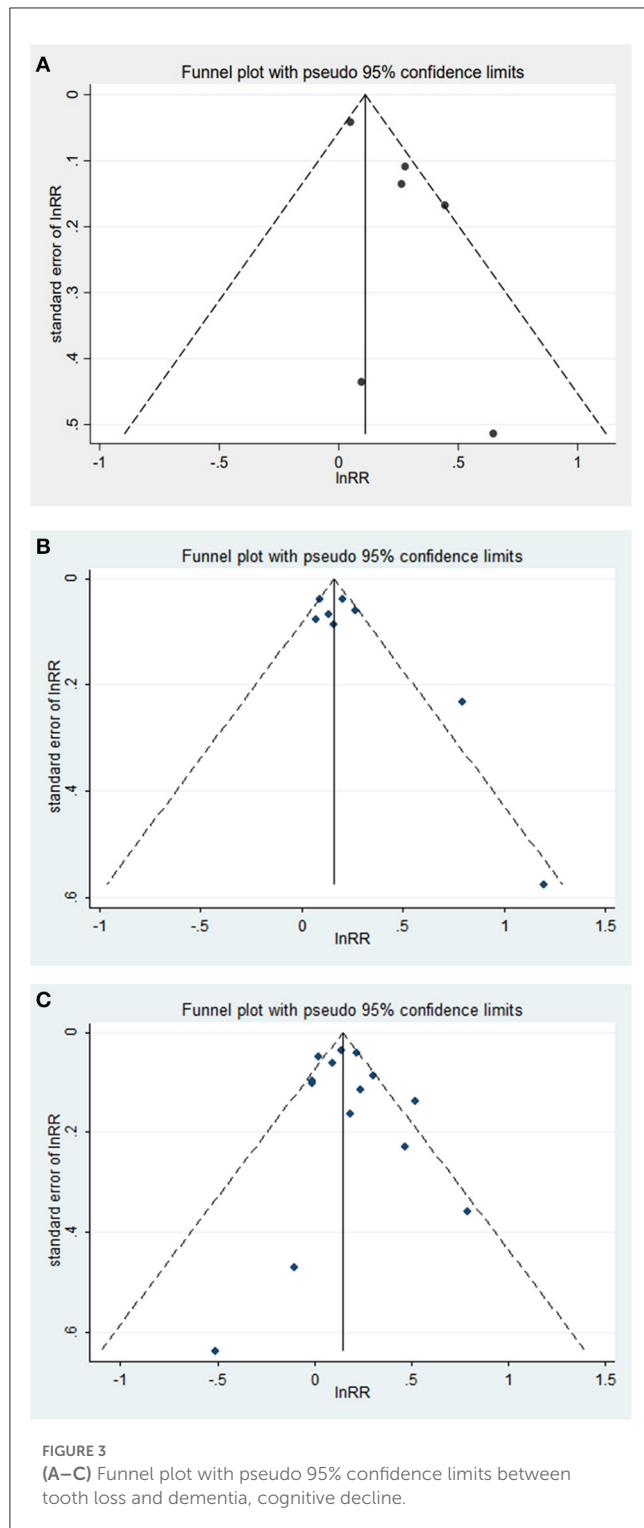 A
Funnel plot with pseudo 95% confidence limits
standard error of lnRR
0
.1
.2
.3
.4
.5
-1
-.5
0
.5
1
lnRR
B
Funnel plot with pseudo 95% confidence limits
standard error of lnRR
0
.2
.4
.6
-1
-.5
0
.5
1
1.5
lnRR
C
Funnel plot with pseudo 95% confidence limits
standard error of lnRR
0
.2
.4
.6
-1
-.5
0
.5
1
1.5
lnRR
FIGURE 3
(A–C) Funnel plot with pseudo 95% confidence limits between
tooth loss and dementia, cognitive decline.